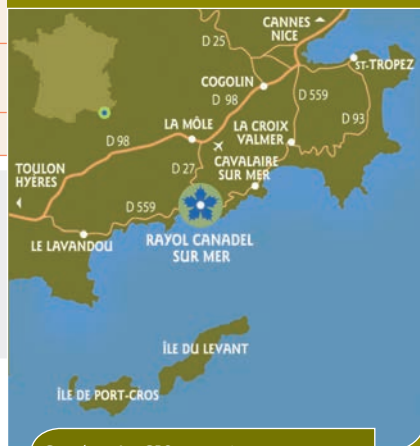 CANNES
NICE
D 25
ST-TROPEZ
COGOLIN
D 98
D 559
D 93
LA MÔLE
LA CROIX
VALMER
D 98
D 27
CAVALAIRE
SUR MER
TOULON
HYÈRES
D 559
LE LAVANDOU
RAYOL CANADEL
SUR MER
ÎLE DU LEVANT
ÎLE DE PORT-CROS